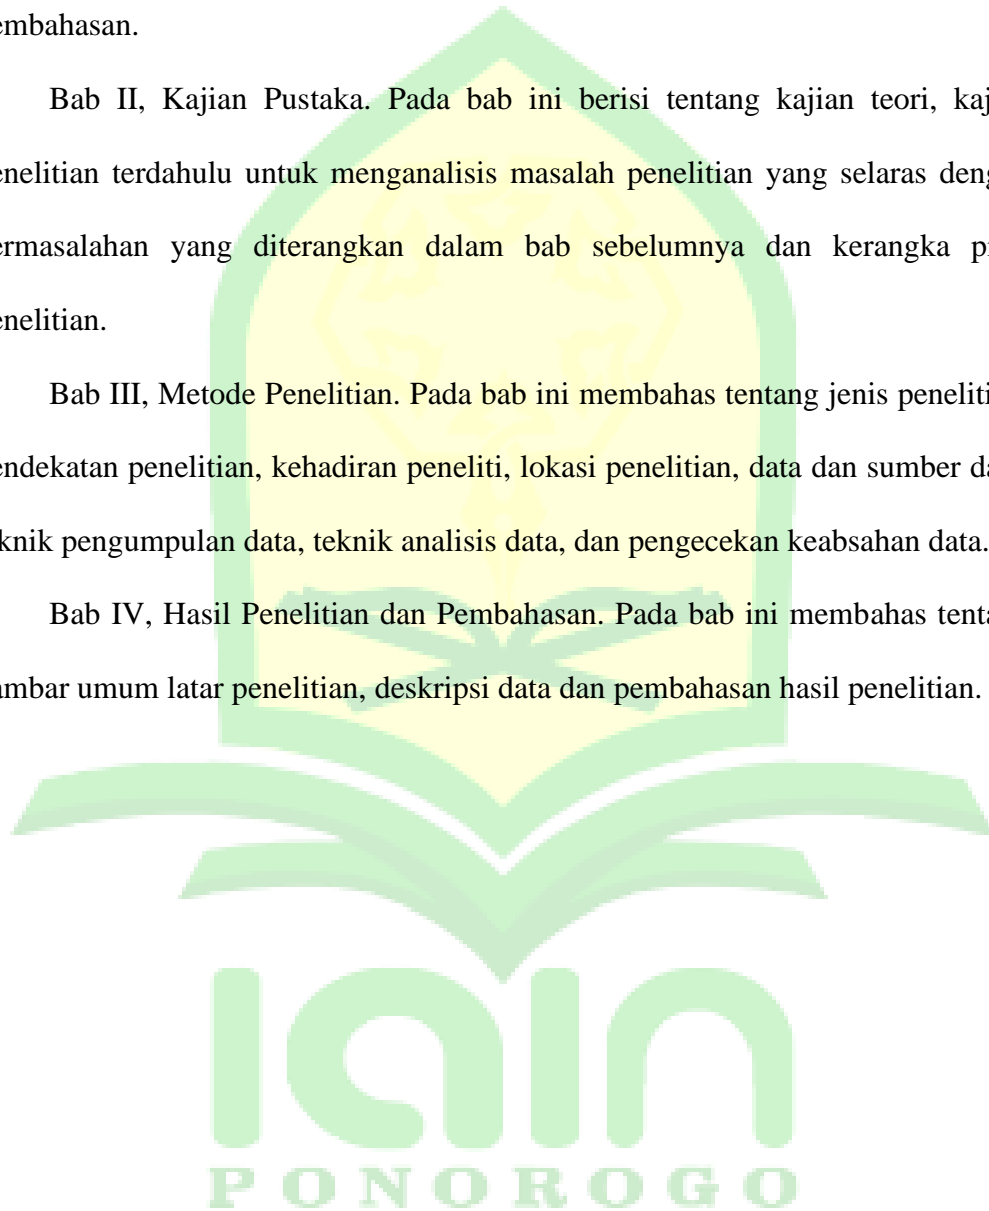 embahasan.
Bab II, Kajian Pustaka. Pada bab ini berisi tentang kajian teori, kaj
enelitian terdahulu untuk menganalisis masalah penelitian yang selaras deng
ermasalahan yang diterangkan dalam bab sebelumnya dan kerangka pi
enelitian.
Bab III, Metode Penelitian. Pada bab ini membahas tentang jenis peneliti
endekatan penelitian, kehadiran peneliti, lokasi penelitian, data dan sumber da
knik pengumpulan data, teknik analisis data, dan pengecekan keabsahan data.
Bab IV, Hasil Penelitian dan Pembahasan. Pada bab ini membahas tenta
ambar umum latar penelitian, deskripsi data dan pembahasan hasil penelitian.
iain
PONOROGO